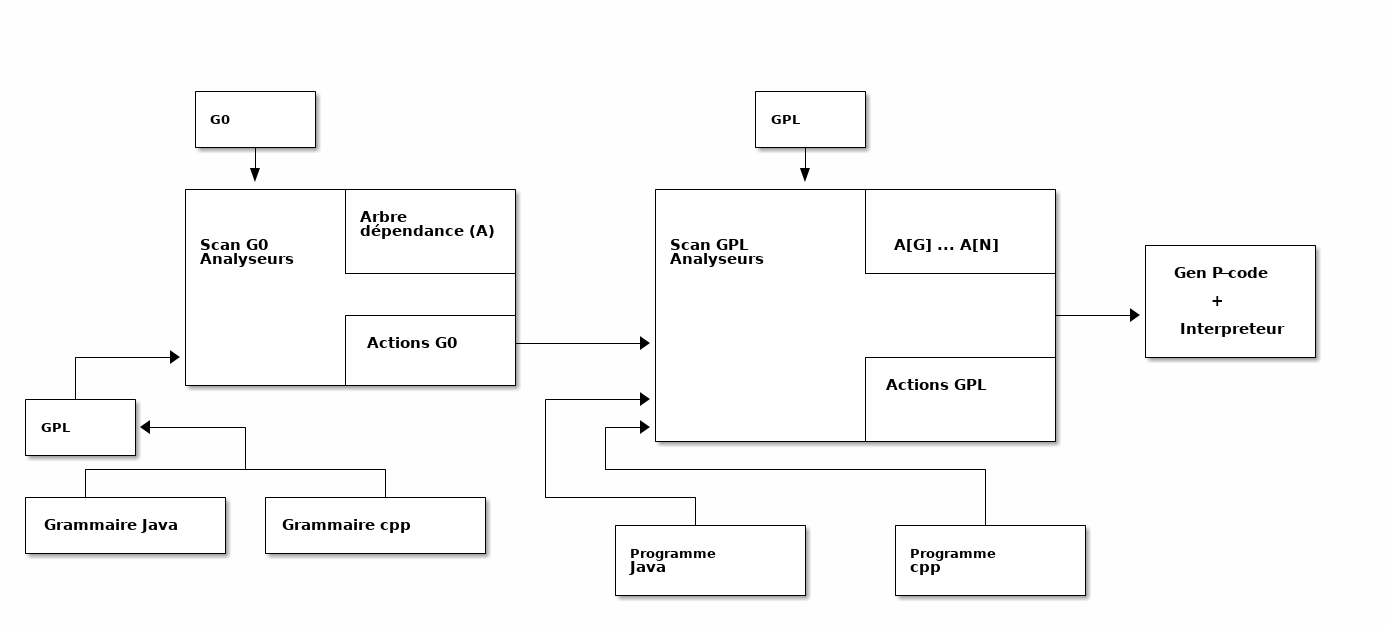 G0
GPL
Arbre
dépendance (A)
Scan G0
Analyseurs
Scan GPL
Analyseurs
A[G] ... A[N]
Gen P-code
+
Interpreteur
Actions G0
Actions GPL
GPL
Grammaire Java
Grammaire cpp
Programme
Java
Programme
cpp